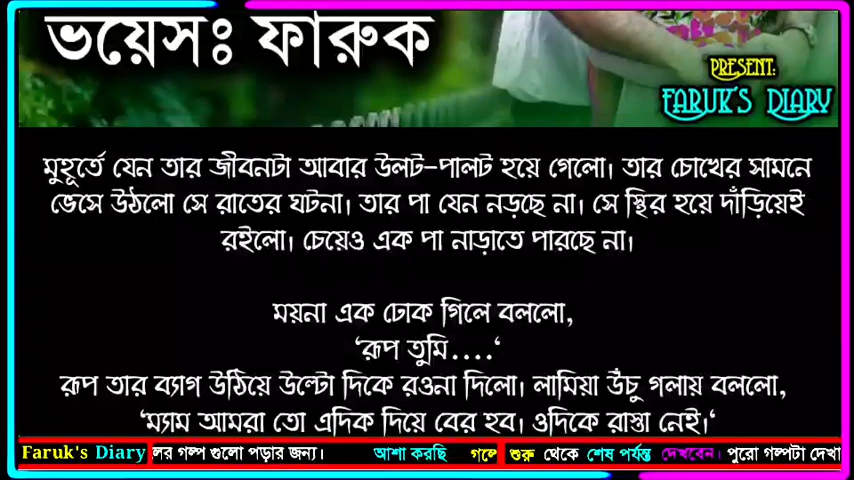 ভয়েসঃ ফারুক
PRESENT:
FARUK'S DIARY
মুহূর্তে যেন তার জীবনটা আবার উলট-পালট হয়ে গেলো। তার চোখের সামনে
ভেসে উঠলো সে রাতের ঘটনা। তার পা যেন নড়ছে না। সে স্থির হয়ে দাঁড়িয়েই
রইলো। চেয়েও এক পা নাড়াতে পারছে না।
ময়না এক ঢোক গিলে বললো,
‘রূপ তুমি....‘
রূপ তার ব্যাগ উঠিয়ে উল্টো দিকে রওনা দিলো। লামিয়া উঁচু গলায় বললো,
‘ম্যাম আমরা তো এদিক দিয়ে বের হব। ওদিকে রাস্তা নেই।‘
Faruk's Diary লর গল্প গুলো পড়ার জন্য। আশা করছি গল্পে শুরু থেকে শেষ পর্যন্ত দেখবেন। পুরো গল্পটা দেখা